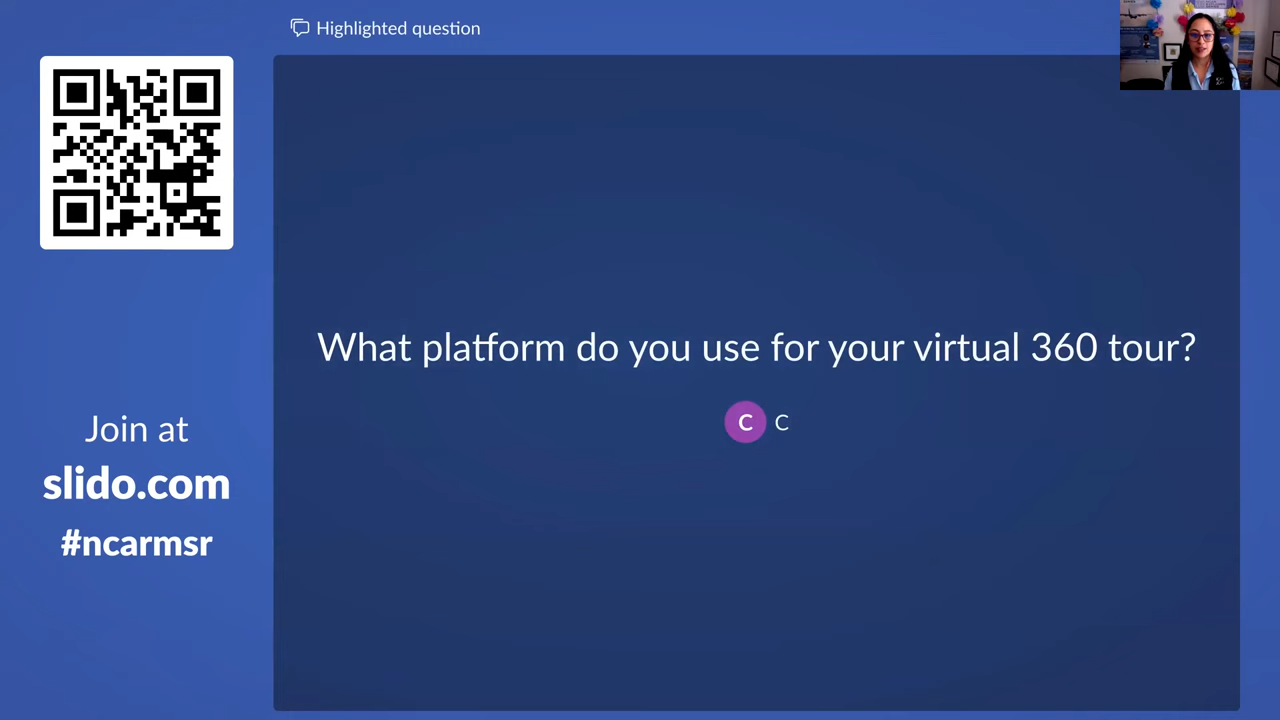 Highlighted question
What platform do you use for your virtual 360 tour?
C C
Join at
slido.com
#ncarmsr